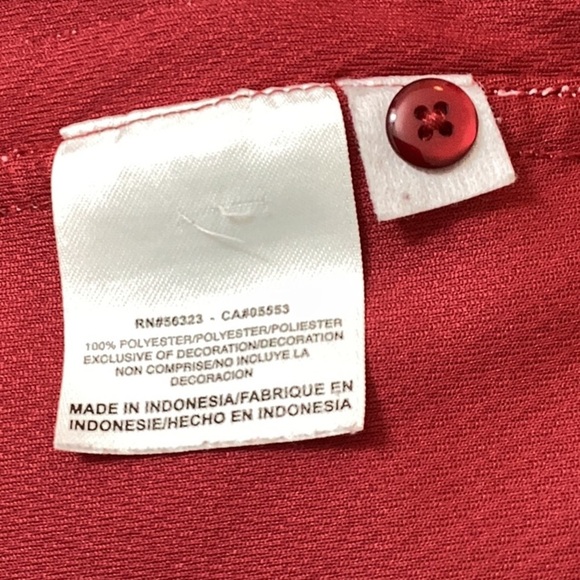 RN#56323 - CA#05553
100% POLYESTER/POLYESTER/POLIESTER
EXCLUSIVE OF DECORATION/DECORATION
NON COMPRISE/NO INCLUYE LA
DECORACION
MADE IN INDONESIA/FABRIQUE EN
INDONESIE/HECHO EN INDONESIA